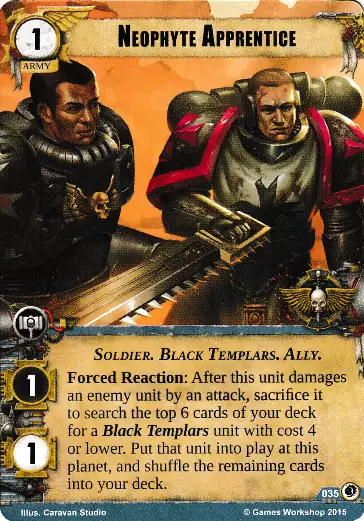 1
NEOPHYTE APPRENTICE
ARMY
SOLDIER. BLACK TEMPLARS. ALLY.
1
Forced Reaction: After this unit damages
an enemy unit by an attack, sacrifice it
to search the top 6 cards of your deck
for a Black Templars unit with cost 4
or lower. Put that unit into play at this
planet, and shuffle the remaining cards
into your deck.
1
035
Illus. Caravan Studio
© Games Workshop 2015